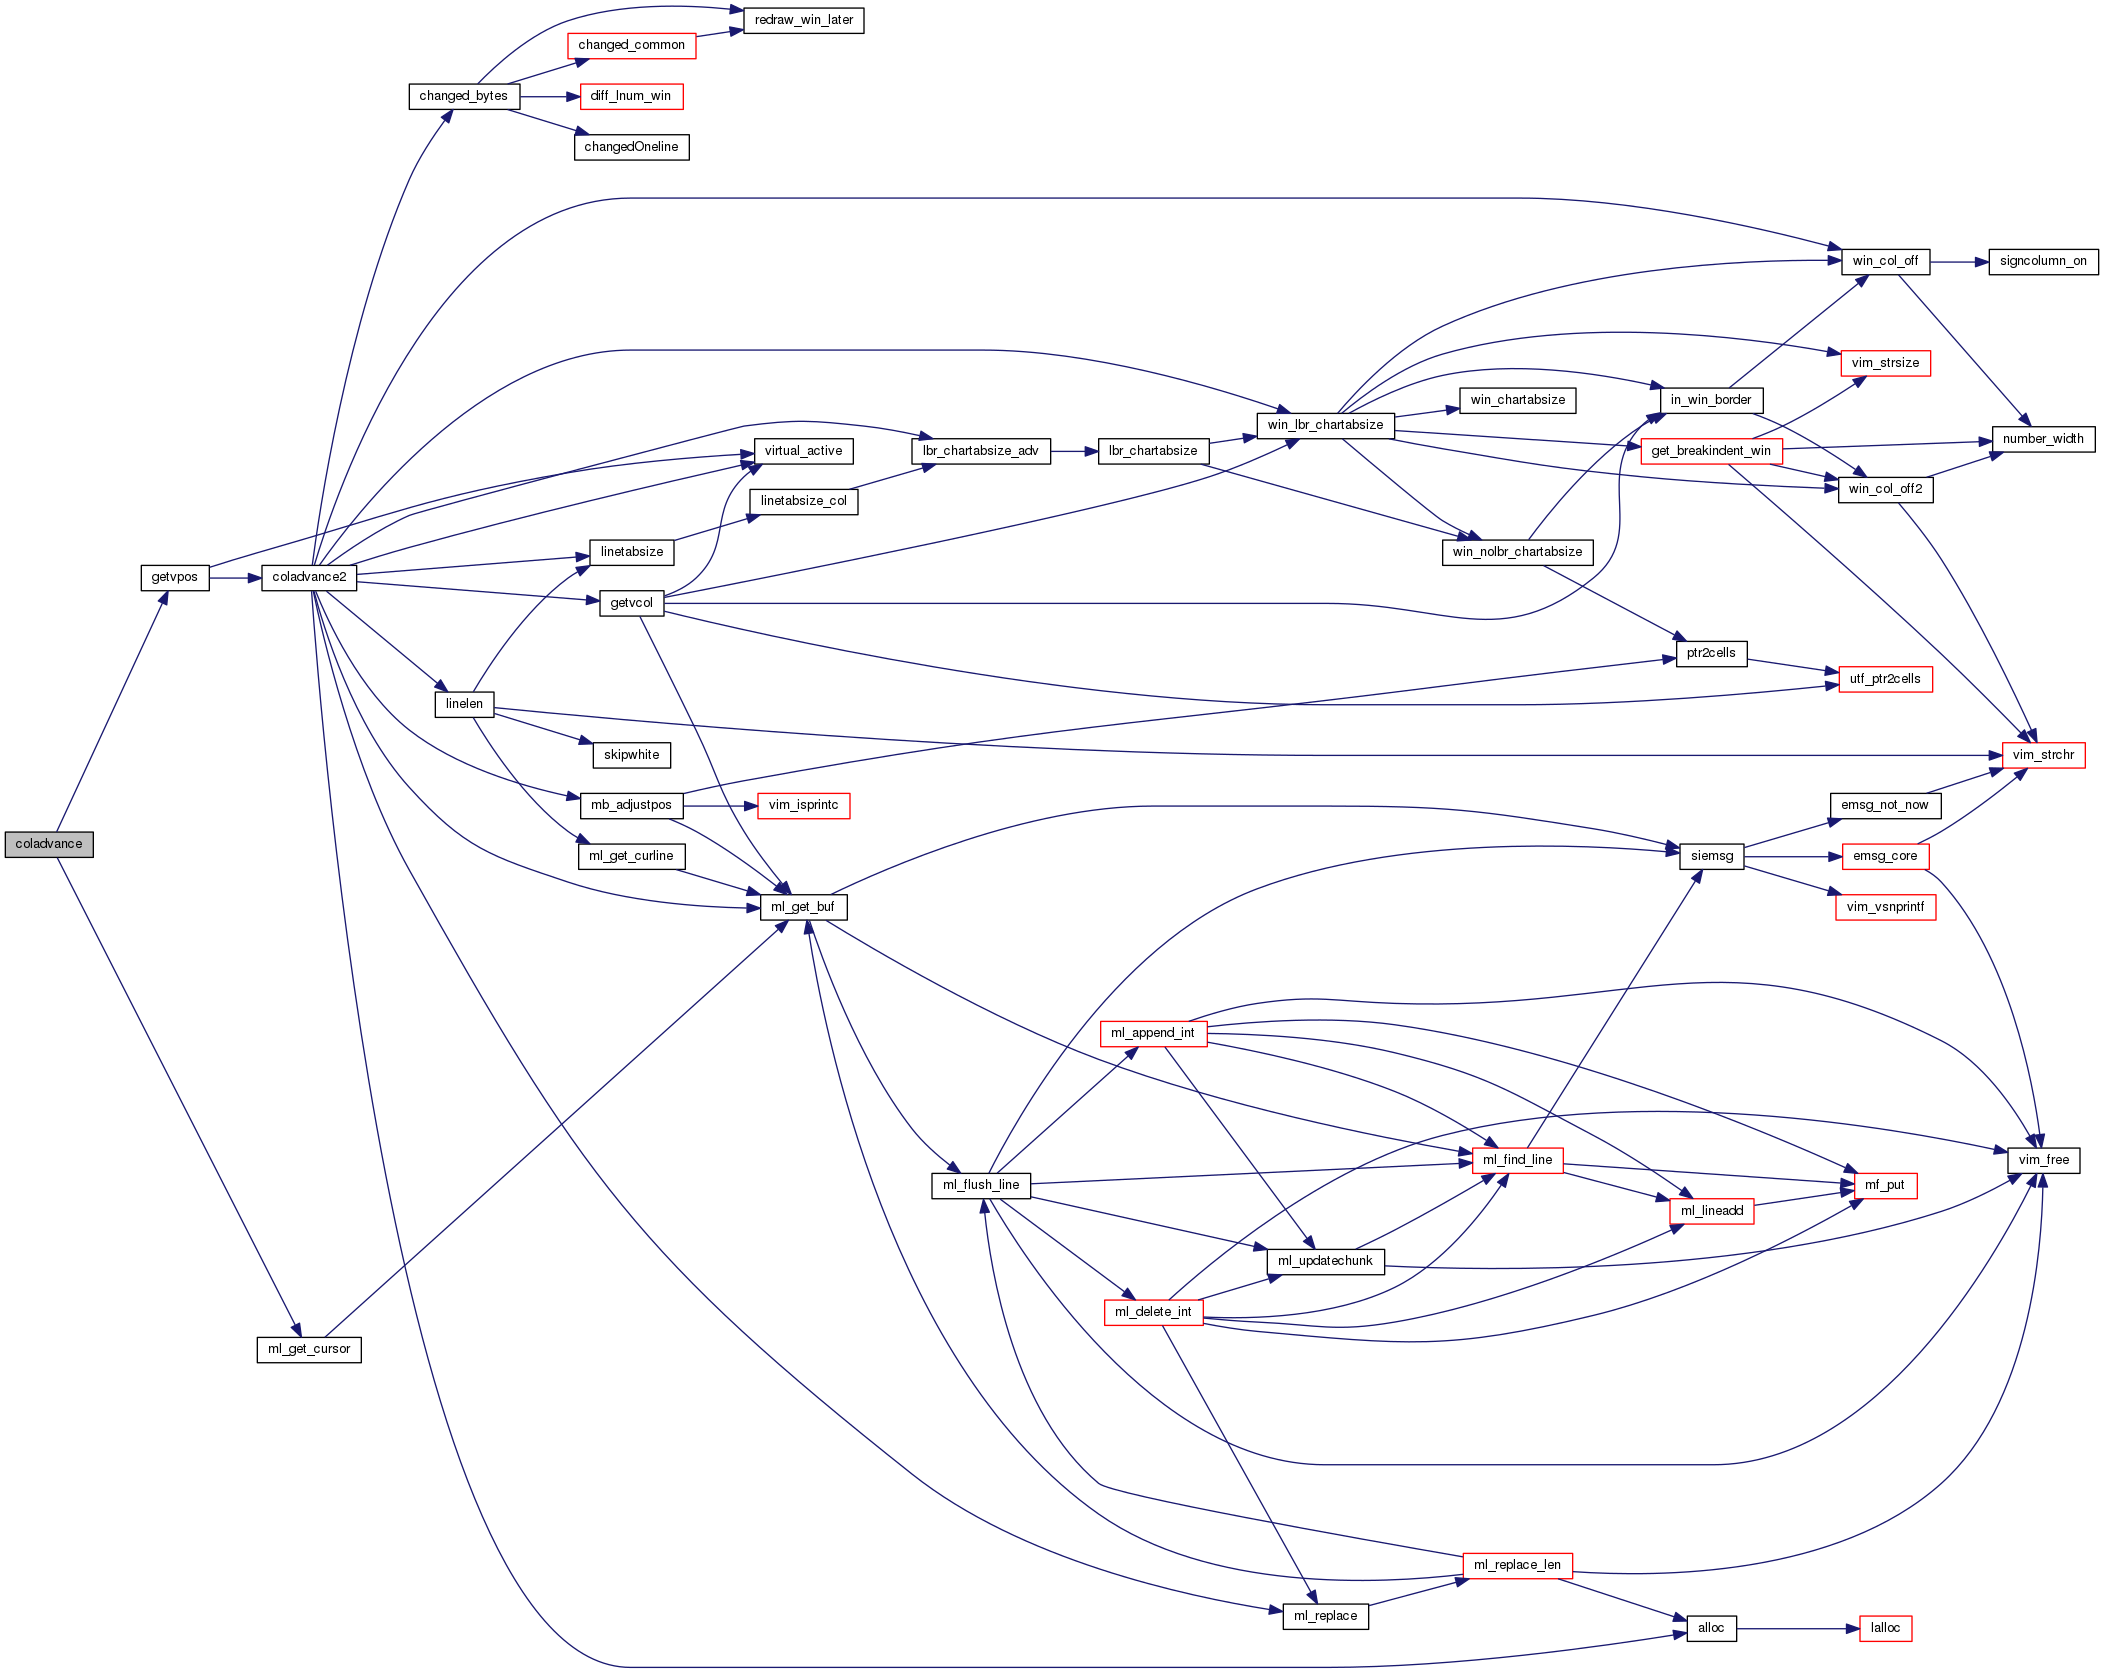 redraw_win_later
changed_common
changed_bytes
diff_lnum_win
changedOneline
win_col_off
signcolumn_on
vim_strsize
in_win_border
win_chartabsize
win_lbr_chartabsize
number_width
virtual_active
lbr_chartabsize_adv
lbr_chartabsize
get_breakindent_win
win_col_off2
linetabsize_col
linetabsize
win_nolbr_chartabsize
getvpos
coladvance2
getvcol
ptr2cells
utf_ptr2cells
linelen
skipwhite
vim_strchr
mb_adjustpos
vim_isprintc
emsg_not_now
coladvance
ml_get_curline
siemsg
emsg_core
ml_get_buf
vim_vsnprintf
ml_append_int
ml_find_line
vim_free
ml_flush_line
mf_put
ml_lineadd
ml_updatechunk
ml_delete_int
ml_get_cursor
ml_replace_len
ml_replace
alloc
lalloc